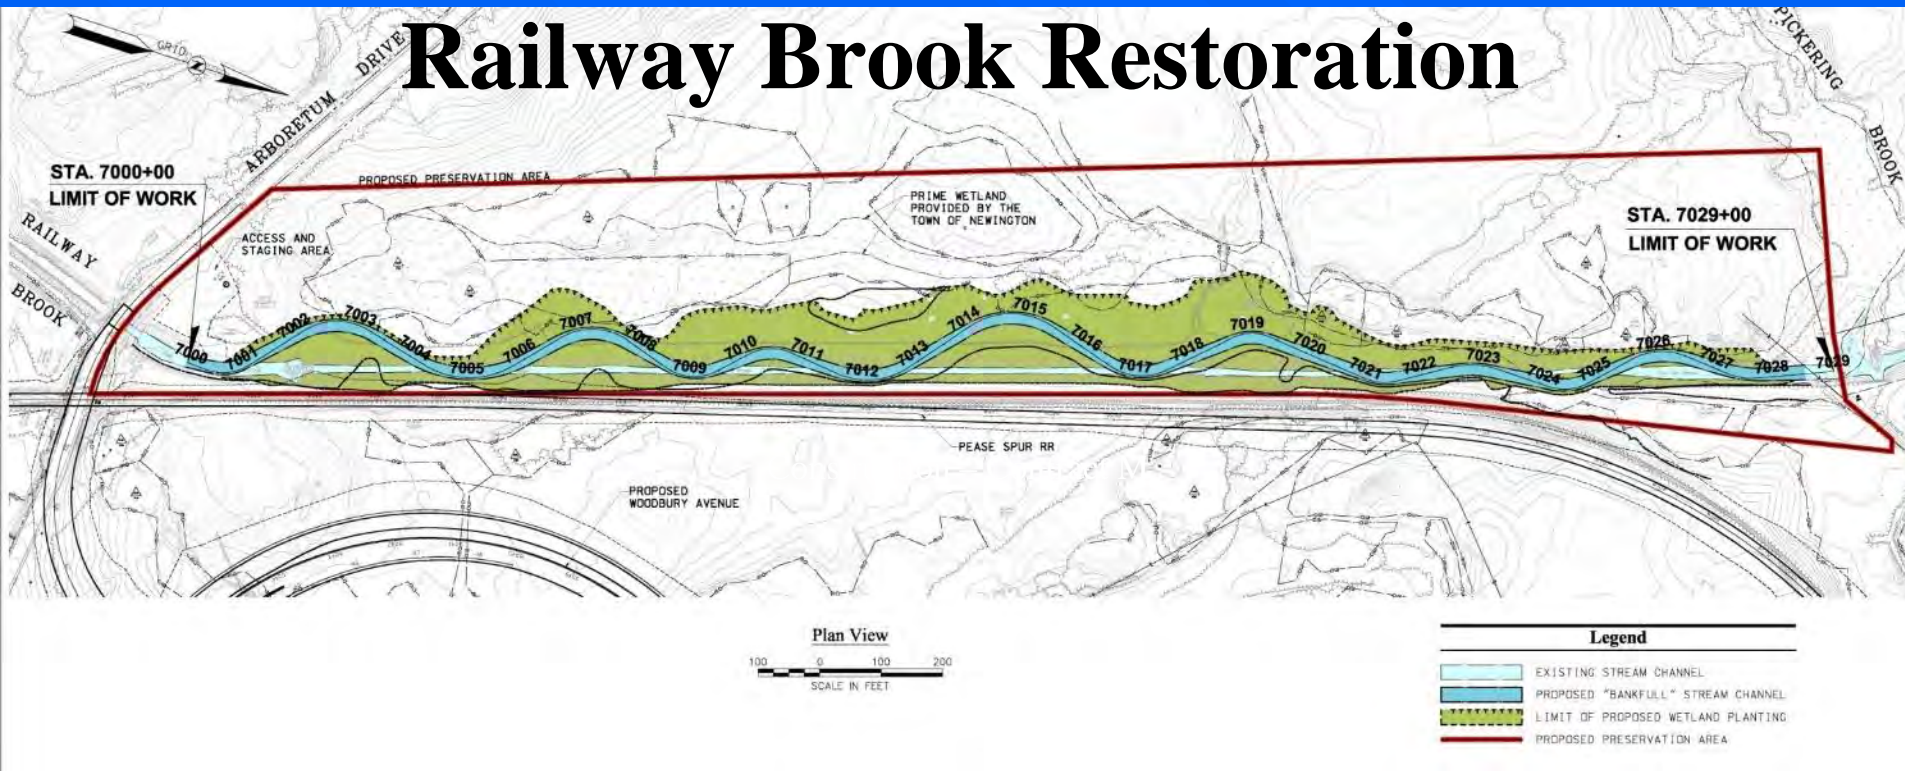 Railway Brook Restoration
GRID
ARBORETUM DRIVE
PICKERING
BROOK
STA. 7000+00
LIMIT OF WORK
PROPOSED PRESERVATION AREA
PRIME WETLAND
PROVIDED BY THE
TOWN OF NEWINGTON
STA. 7029+00
LIMIT OF WORK
RAILWAY
BROOK
ACCESS AND
STAGING AREA
7000
7001
7002
7003
7004
7005
7006
7007
7008
7009
7010
7011
7012
7013
7014
7015
7016
7017
7018
7019
7020
7021
7022
7023
7024
7025
7026
7027
7028
7029
PEASE SPUR RR
PROPOSED
WOODBURY AVENUE
Plan View
100 0 100 200
SCALE IN FEET
Legend
EXISTING STREAM CHANNEL
PROPOSED "BANKFULL" STREAM CHANNEL
LIMIT OF PROPOSED WETLAND PLANTING
PROPOSED PRESERVATION AREA